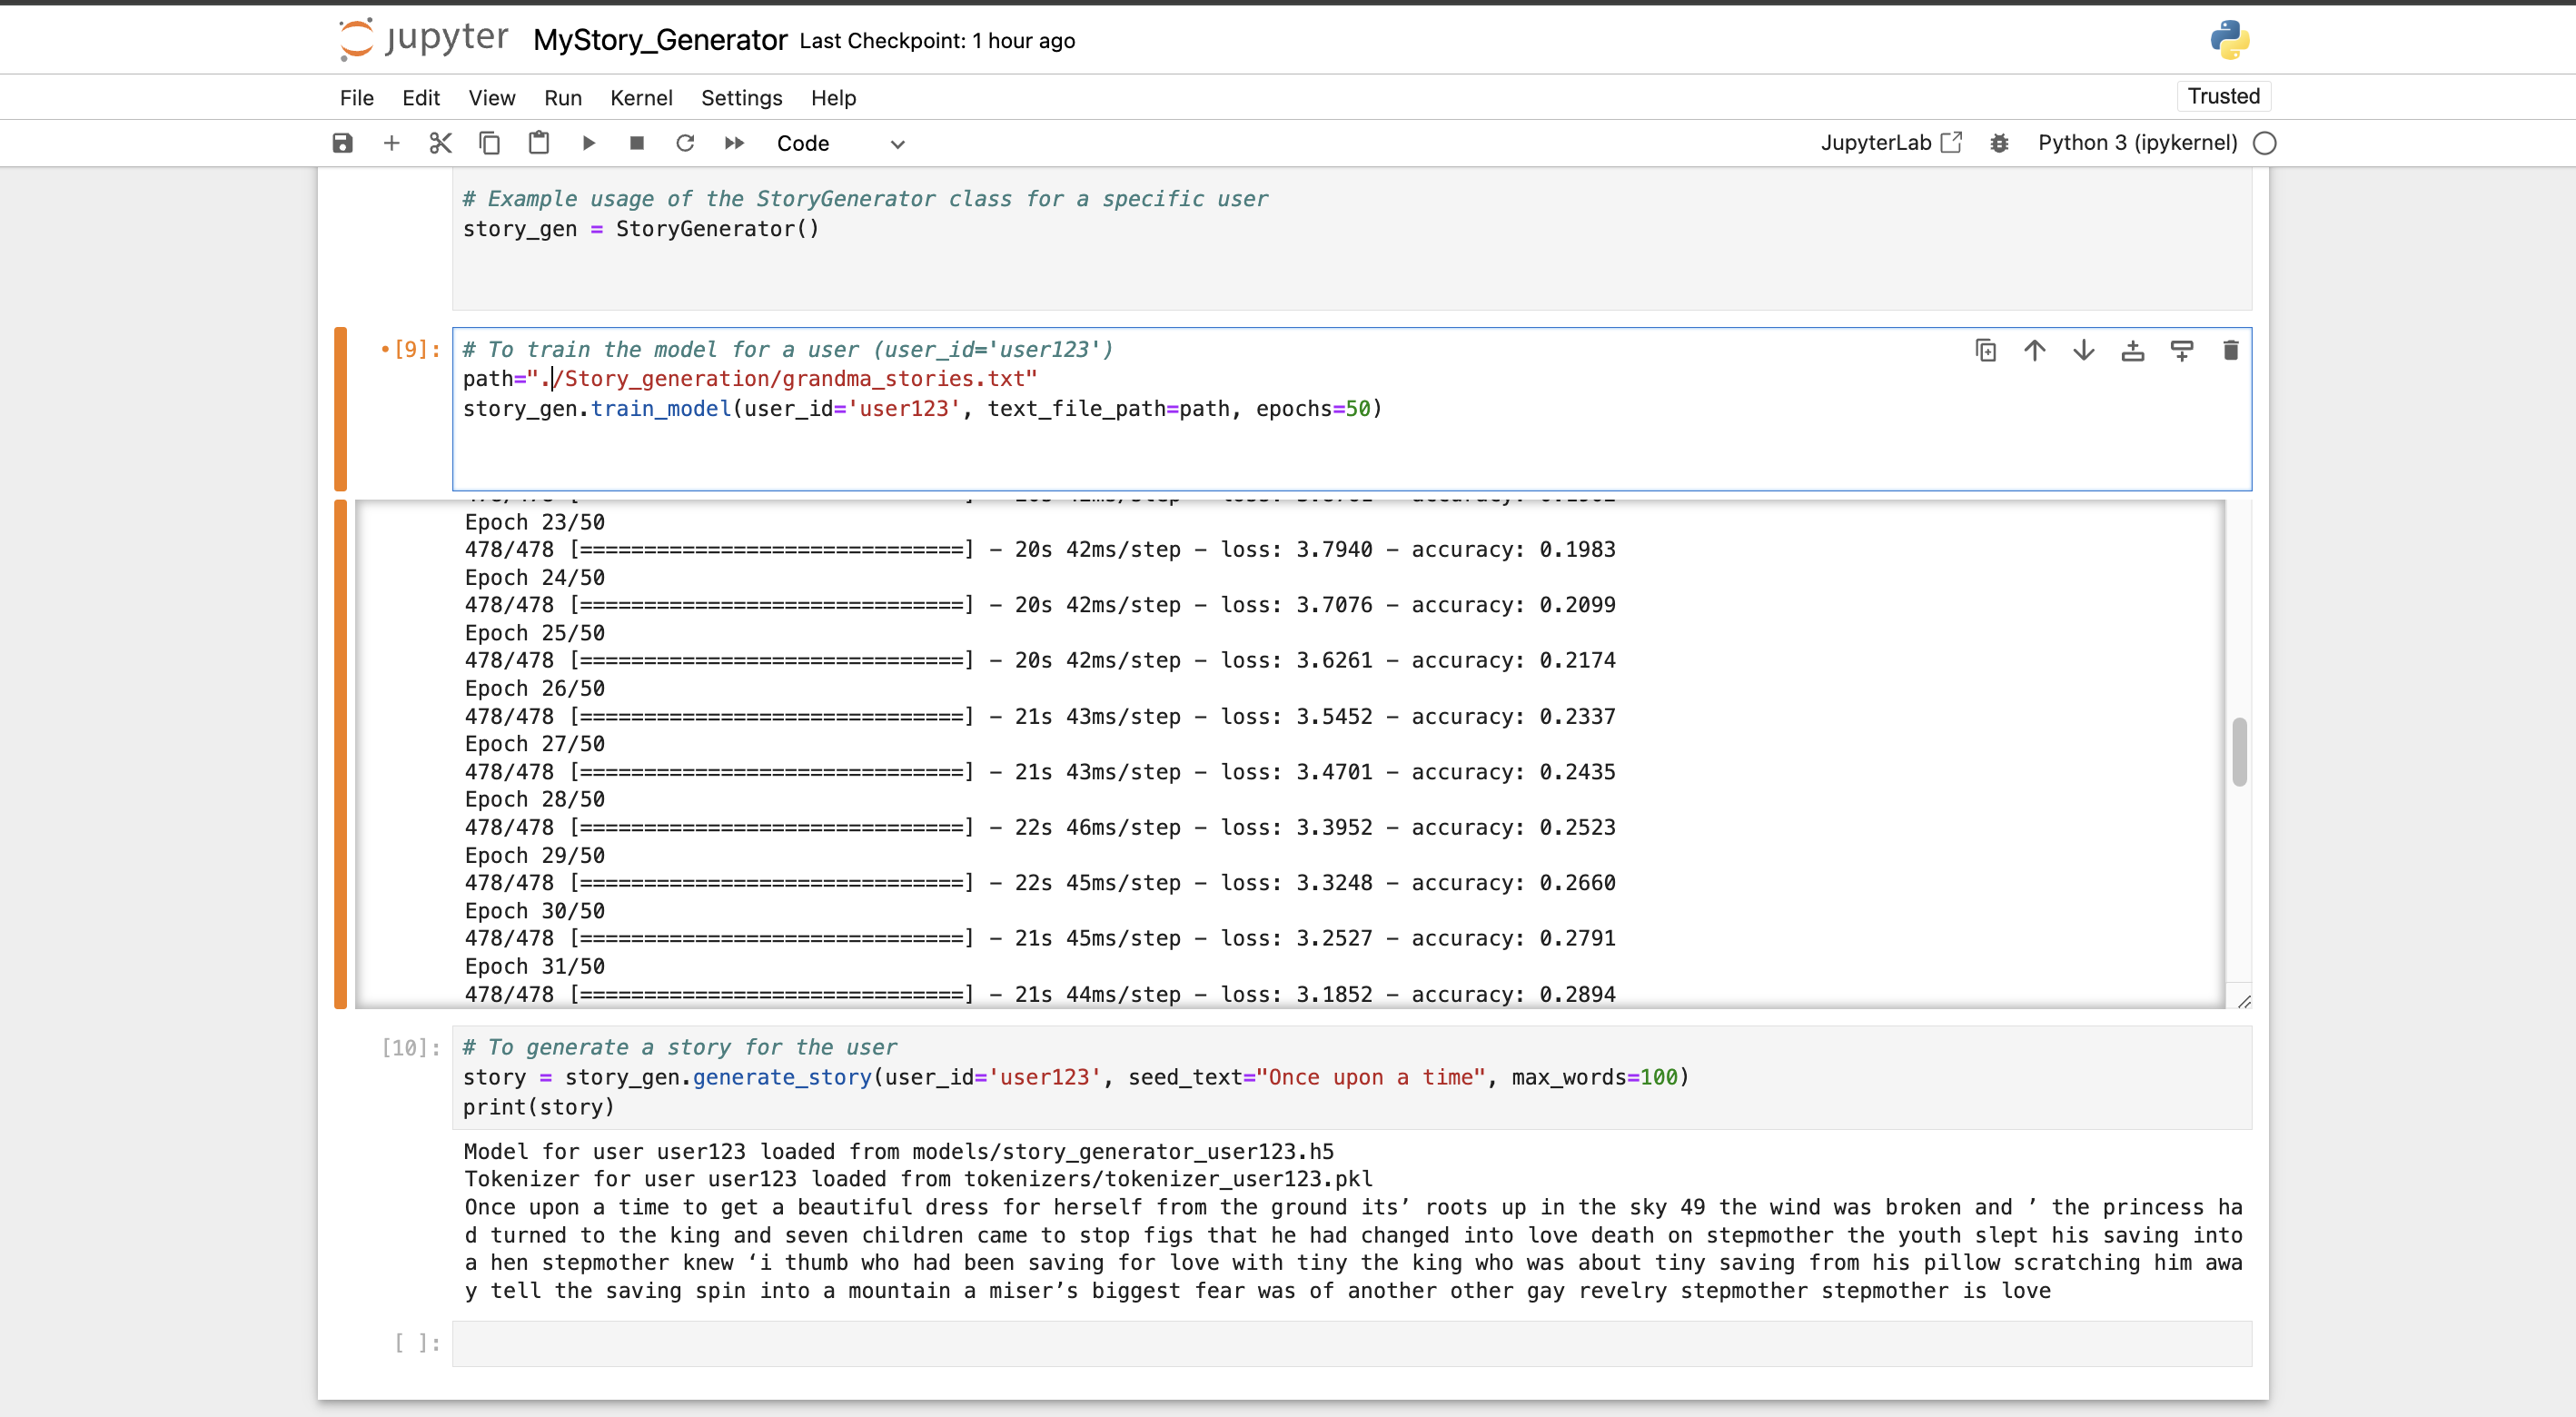 jupyter MyStory_Generator Last Checkpoint: 1 hour ago
File Edit View Run Kernel Settings Help Trusted
Code JupyterLab Python 3 (ipykernel)
# Example usage of the StoryGenerator class for a specific user
story_gen = StoryGenerator()
•[9]: # To train the model for a user (user_id='user123')
path="./Story_generation/grandma_stories.txt"
story_gen.train_model(user_id='user123', text_file_path=path, epochs=50)
Epoch 23/50
478/478 [==============================] - 20s 42ms/step - loss: 3.7940 - accuracy: 0.1983
Epoch 24/50
478/478 [==============================] - 20s 42ms/step - loss: 3.7076 - accuracy: 0.2099
Epoch 25/50
478/478 [==============================] - 20s 42ms/step - loss: 3.6261 - accuracy: 0.2174
Epoch 26/50
478/478 [==============================] - 21s 43ms/step - loss: 3.5452 - accuracy: 0.2337
Epoch 27/50
478/478 [==============================] - 21s 43ms/step - loss: 3.4701 - accuracy: 0.2435
Epoch 28/50
478/478 [==============================] - 22s 46ms/step - loss: 3.3952 - accuracy: 0.2523
Epoch 29/50
478/478 [==============================] - 22s 45ms/step - loss: 3.3248 - accuracy: 0.2660
Epoch 30/50
478/478 [==============================] - 21s 45ms/step - loss: 3.2527 - accuracy: 0.2791
Epoch 31/50
478/478 [==============================] - 21s 44ms/step - loss: 3.1852 - accuracy: 0.2894
[10]: # To generate a story for the user
story = story_gen.generate_story(user_id='user123', seed_text="Once upon a time", max_words=100)
print(story)
Model for user user123 loaded from models/story_generator_user123.h5
Tokenizer for user user123 loaded from tokenizers/tokenizer_user123.pkl
Once upon a time to get a beautiful dress for herself from the ground its’ roots up in the sky 49 the wind was broken and ’ the princess ha
d turned to the king and seven children came to stop figs that he had changed into love death on stepmother the youth slept his saving into
a hen stepmother knew ‘i thumb who had been saving for love with tiny the king who was about tiny saving from his pillow scratching him awa
y tell the saving spin into a mountain a miser’s biggest fear was of another other gay revelry stepmother stepmother is love
[ ]: